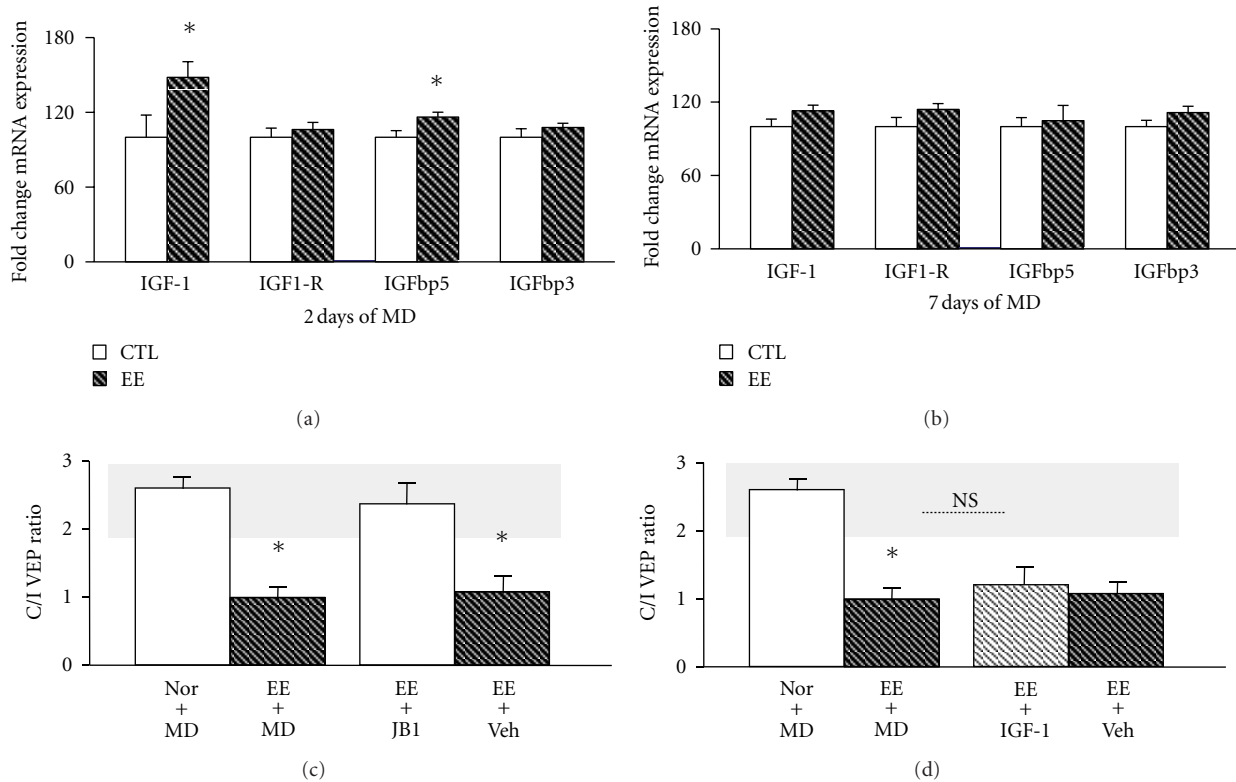 (a)
Fold change mRNA expression
180
120
60
0
*
*
IGF-1 IGF1-R IGFbp5 IGFbp3
2 days of MD
CTL
EE
(a)
(b)
Fold change mRNA expression
180
120
60
0
IGF-1 IGF1-R IGFbp5 IGFbp3
7 days of MD
CTL
EE
(b)
C/I VEP ratio
3
2
1
0
*
*
Nor EE EE EE
+ + + +
MD MD JB1 Veh
(c)
C/I VEP ratio
3
2
1
0
NS
*
Nor EE EE EE
+ + + +
MD MD IGF-1 Veh
(d)